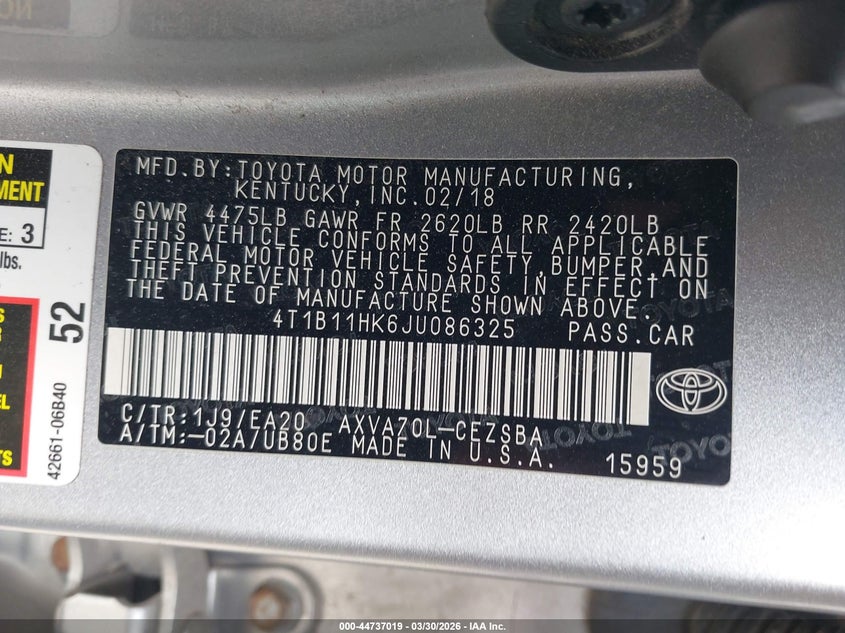 MFD.BY:TOYOTA MOTOR MANUFACTURING,
KENTUCKY,INC.02/18
GVWR 4475LB GAWR FR 2620LB RR 2420LB
THIS VEHICLE CONFORMS TO ALL APPLICABLE
FEDERAL MOTOR VEHICLE SAFETY,BUMPER,AND
THEFT PREVENTION STANDARDS IN EFFECT ON
THE DATE OF MANUFACTURE SHOWN ABOVE.
4T1B11HK6JU086325 PASS.CAR
C/TR:1J9/EA20 AXVA70L-CEZSBA
A/TM:-02A/UB80E MADE IN U.S.A. 15959
E: 3
lbs.
52
42661-06B40
000-44737019 - 03/30/2026 - IAA Inc.